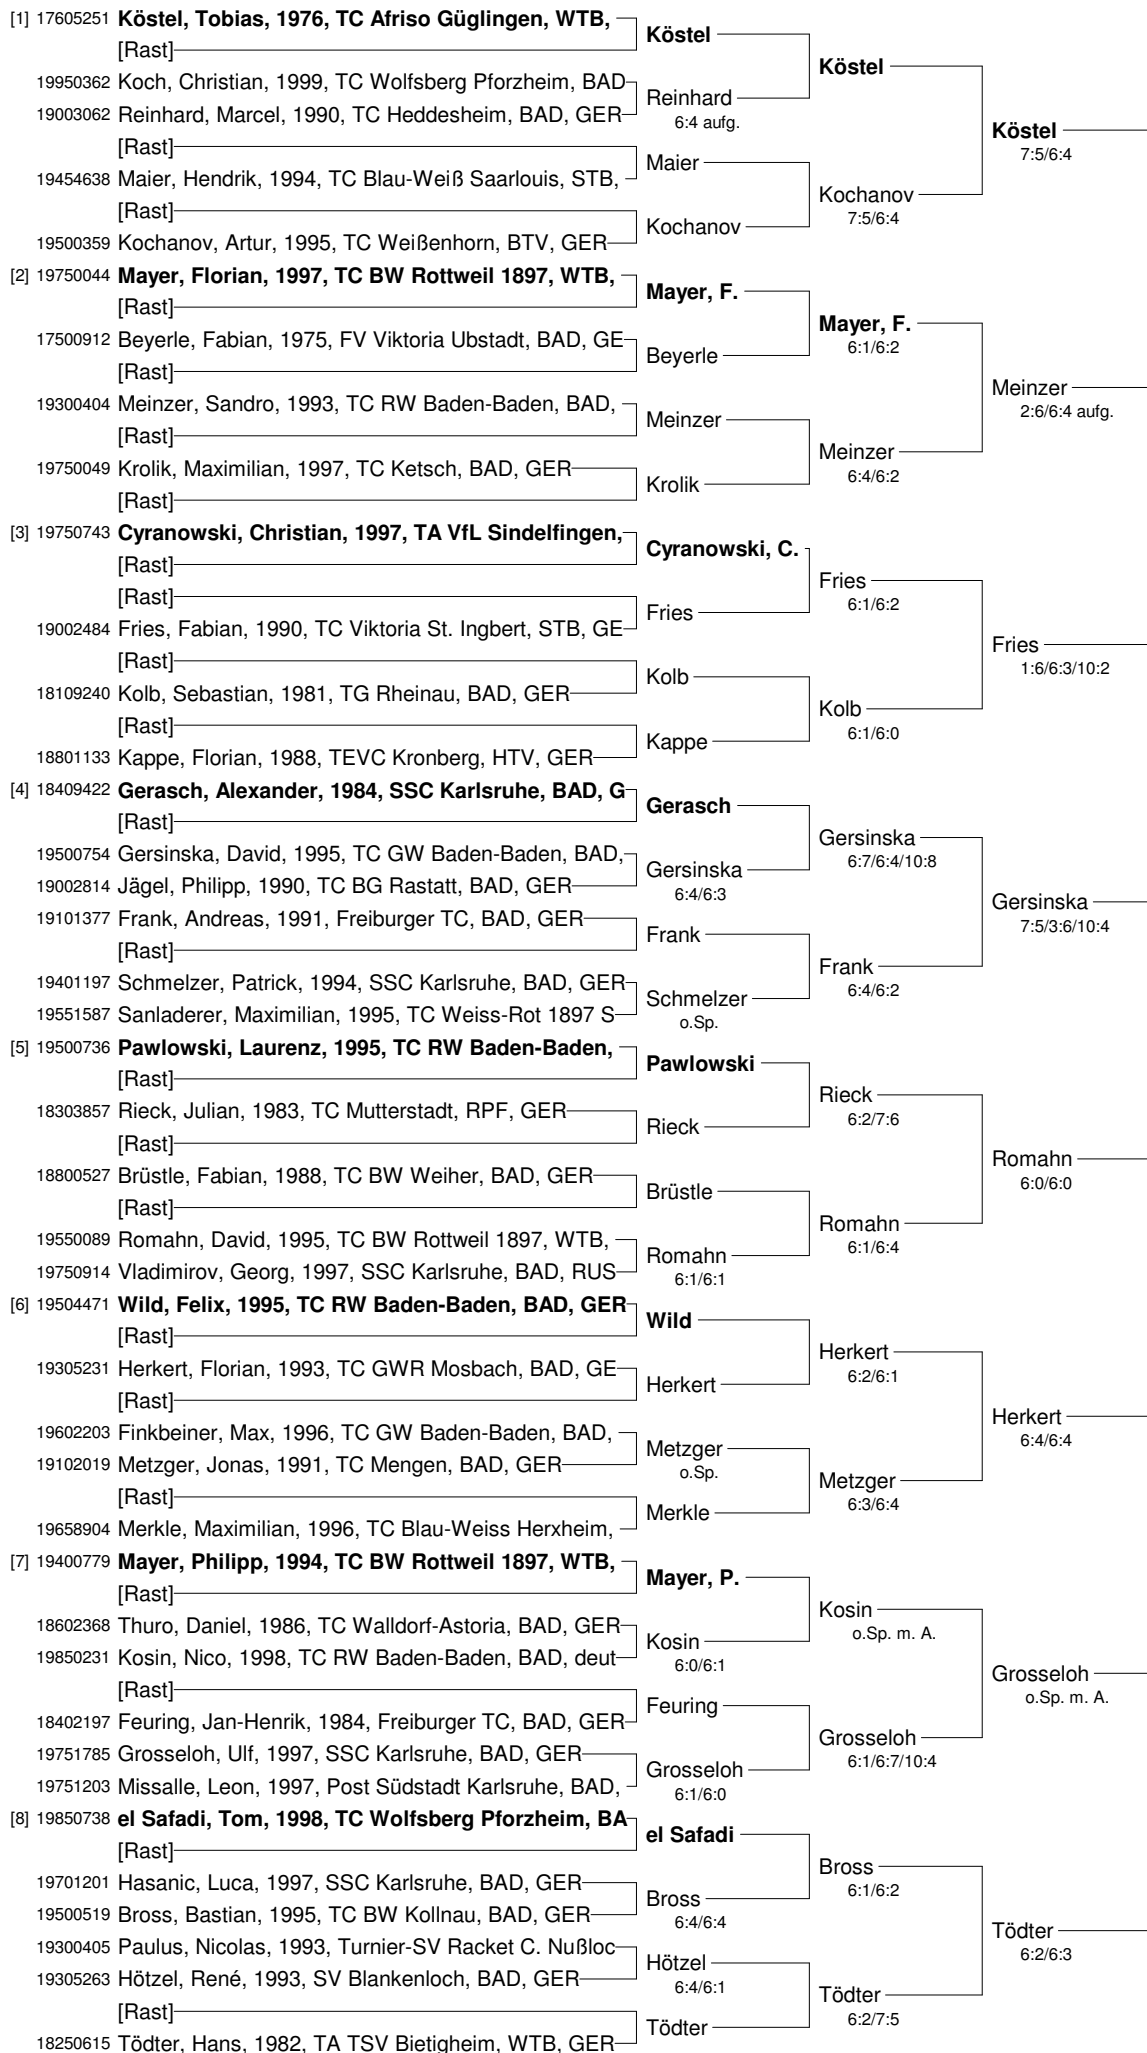 [1] 17605251 Köstel, Tobias, 1976, TC Afriso Güglingen, WTB,
[Rast]
Köstel
19950362 Koch, Christian, 1999, TC Wolfsberg Pforzheim, BAD
19003062 Reinhard, Marcel, 1990, TC Heddesheim, BAD, GER
Reinhard
6:4 aufg.
Köstel
[Rast]
19454638 Maier, Hendrik, 1994, TC Blau-Weiß Saarlouis, STB,
Maier
[Rast]
19500359 Kochanov, Artur, 1995, TC Weißenhorn, BTV, GER
Kochanov
Kochanov
7:5/6:4
Köstel
7:5/6:4
[2] 19750044 Mayer, Florian, 1997, TC BW Rottweil 1897, WTB,
[Rast]
Mayer, F.
17500912 Beyerle, Fabian, 1975, FV Viktoria Ubstadt, BAD, GE
[Rast]
Beyerle
Mayer, F.
6:1/6:2
19300404 Meinzer, Sandro, 1993, TC RW Baden-Baden, BAD,
[Rast]
Meinzer
19750049 Krolik, Maximilian, 1997, TC Ketsch, BAD, GER
[Rast]
Krolik
Meinzer
6:4/6:2
Meinzer
2:6/6:4 aufg.
[3] 19750743 Cyranowski, Christian, 1997, TA VfL Sindelfingen,
[Rast]
Cyranowski, C.
[Rast]
19002484 Fries, Fabian, 1990, TC Viktoria St. Ingbert, STB, GE
Fries
Fries
6:1/6:2
[Rast]
18109240 Kolb, Sebastian, 1981, TG Rheinau, BAD, GER
Kolb
[Rast]
18801133 Kappe, Florian, 1988, TEVC Kronberg, HTV, GER
Kappe
Kolb
6:1/6:0
Fries
1:6/6:3/10:2
[4] 18409422 Gerasch, Alexander, 1984, SSC Karlsruhe, BAD, G
[Rast]
Gerasch
19500754 Gersinska, David, 1995, TC GW Baden-Baden, BAD,
19002814 Jägel, Philipp, 1990, TC BG Rastatt, BAD, GER
Gersinska
6:4/6:3
Gersinska
6:7/6:4/10:8
19101377 Frank, Andreas, 1991, Freiburger TC, BAD, GER
[Rast]
Frank
19401197 Schmelzer, Patrick, 1994, SSC Karlsruhe, BAD, GER
19551587 Sanladerer, Maximilian, 1995, TC Weiss-Rot 1897 S
Schmelzer
o.Sp.
Frank
6:4/6:2
Gersinska
7:5/3:6/10:4
[5] 19500736 Pawlowski, Laurenz, 1995, TC RW Baden-Baden,
[Rast]
Pawlowski
18303857 Rieck, Julian, 1983, TC Mutterstadt, RPF, GER
[Rast]
Rieck
Rieck
6:2/7:6
18800527 Brüstle, Fabian, 1988, TC BW Weiher, BAD, GER
[Rast]
Brüstle
19550089 Romahn, David, 1995, TC BW Rottweil 1897, WTB,
19750914 Vladimirov, Georg, 1997, SSC Karlsruhe, BAD, RUS
Romahn
6:1/6:1
Romahn
6:1/6:4
Romahn
6:0/6:0
[6] 19504471 Wild, Felix, 1995, TC RW Baden-Baden, BAD, GER
[Rast]
Wild
19305231 Herkert, Florian, 1993, TC GWR Mosbach, BAD, GE
[Rast]
Herkert
Herkert
6:2/6:1
19602203 Finkbeiner, Max, 1996, TC GW Baden-Baden, BAD,
19102019 Metzger, Jonas, 1991, TC Mengen, BAD, GER
Metzger
o.Sp.
[Rast]
19658904 Merkle, Maximilian, 1996, TC Blau-Weiss Herxheim,
Merkle
Metzger
6:3/6:4
Herkert
6:4/6:4
[7] 19400779 Mayer, Philipp, 1994, TC BW Rottweil 1897, WTB,
[Rast]
Mayer, P.
18602368 Thuro, Daniel, 1986, TC Walldorf-Astoria, BAD, GER
19850231 Kosin, Nico, 1998, TC RW Baden-Baden, BAD, deut
Kosin
6:0/6:1
Kosin
o.Sp. m. A.
[Rast]
18402197 Feuring, Jan-Henrik, 1984, Freiburger TC, BAD, GER
Feuring
19751785 Grosseloh, Ulf, 1997, SSC Karlsruhe, BAD, GER
19751203 Missalle, Leon, 1997, Post Südstadt Karlsruhe, BAD,
Grosseloh
6:1/6:0
Grosseloh
6:1/6:7/10:4
Grosseloh
o.Sp. m. A.
[8] 19850738 el Safadi, Tom, 1998, TC Wolfsberg Pforzheim, BA
[Rast]
el Safadi
19701201 Hasanic, Luca, 1997, SSC Karlsruhe, BAD, GER
19500519 Bross, Bastian, 1995, TC BW Kollnau, BAD, GER
Bross
6:4/6:4
Bross
6:1/6:2
19300405 Paulus, Nicolas, 1993, Turnier-SV Racket C. Nußloc
19305263 Hötzel, René, 1993, SV Blankenloch, BAD, GER
Hötzel
6:4/6:1
[Rast]
18250615 Tödter, Hans, 1982, TA TSV Bietigheim, WTB, GER
Tödter
Tödter
6:2/7:5
Tödter
6:2/6:3